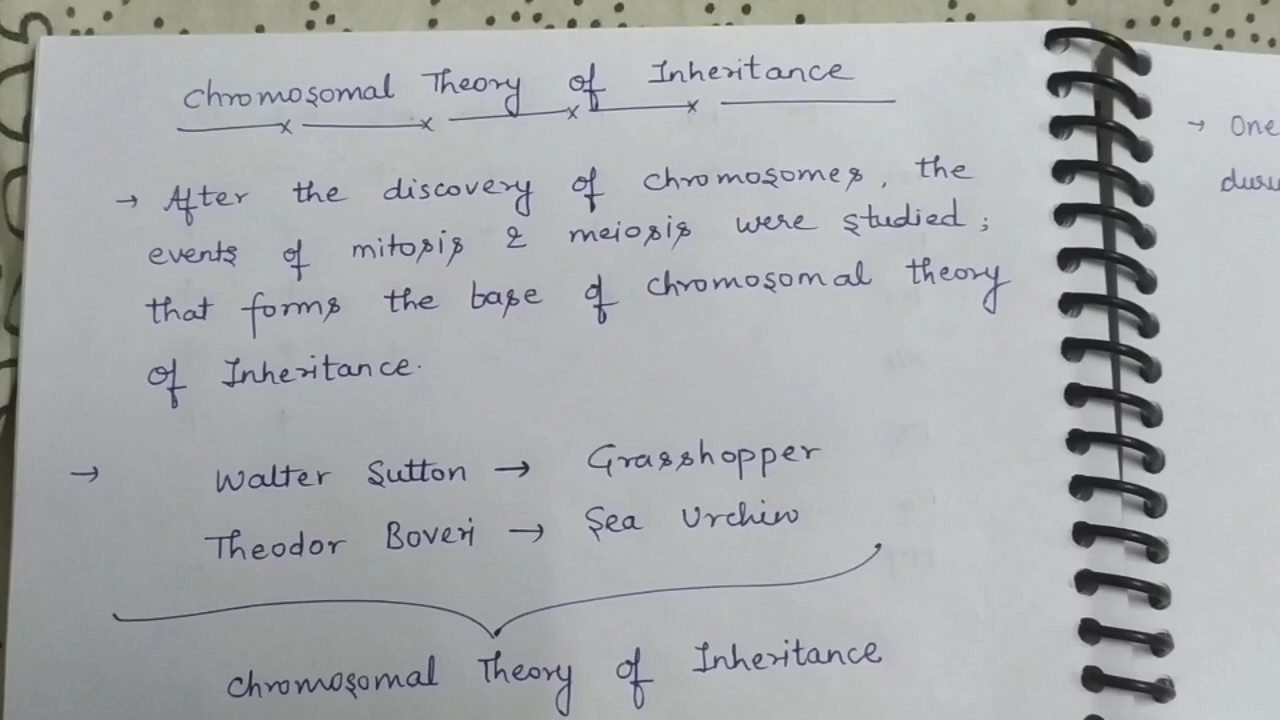 Chromosomal Theory of Inheritance
→ After the discovery of chromosomes, the
events of mitosis & meiosis were studied;
that forms the base of chromosomal theory
of Inheritance.
→ Walter Sutton → Grasshopper
Theodor Boveri → Sea Urchin
Chromosomal Theory of Inheritance
→ One